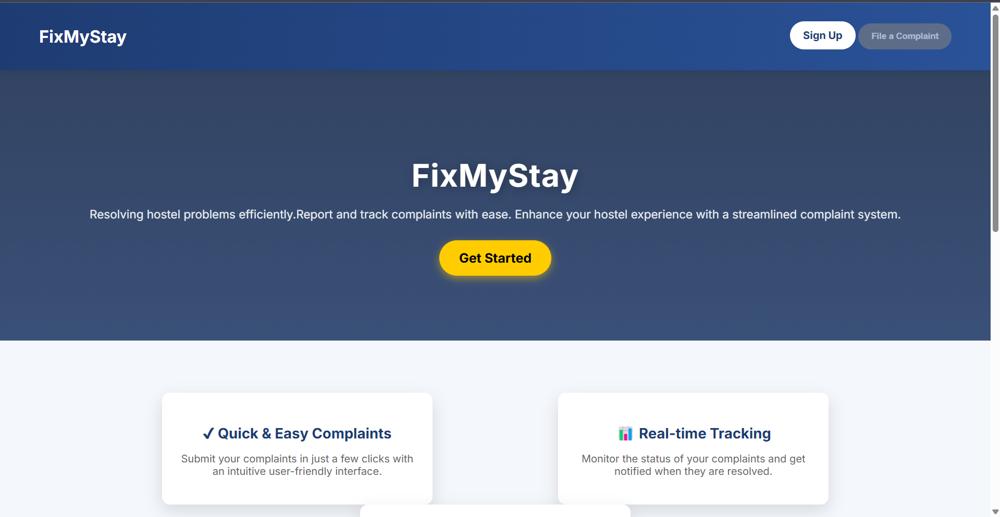 FixMyStay
Sign Up
File a Complaint
FixMyStay
Resolving hostel problems efficiently.Report and track complaints with ease. Enhance your hostel experience with a streamlined complaint system.
Get Started
✔ Quick & Easy Complaints
Submit your complaints in just a few clicks with
an intuitive user-friendly interface.
📊 Real-time Tracking
Monitor the status of your complaints and get
notified when they are resolved.